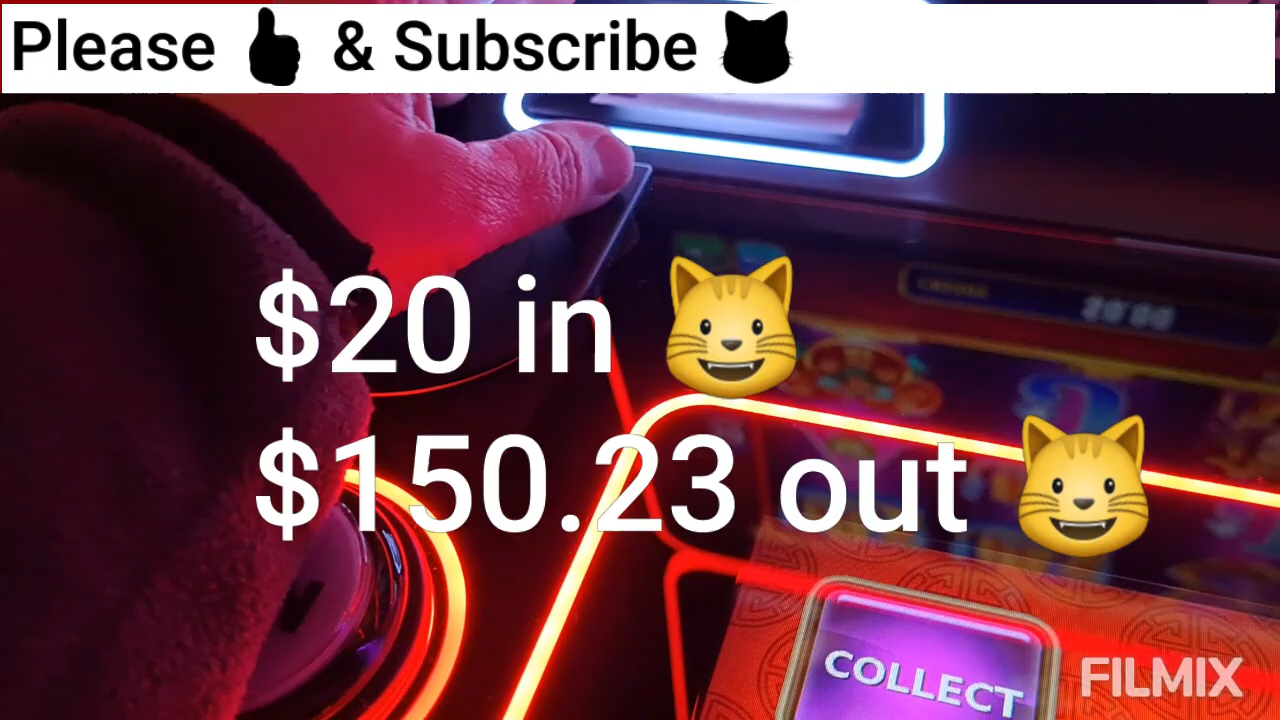 Please 👍 & Subscribe 🐱
$20 in 😺
$150.23 out 😺
COLLECT
FILMIX